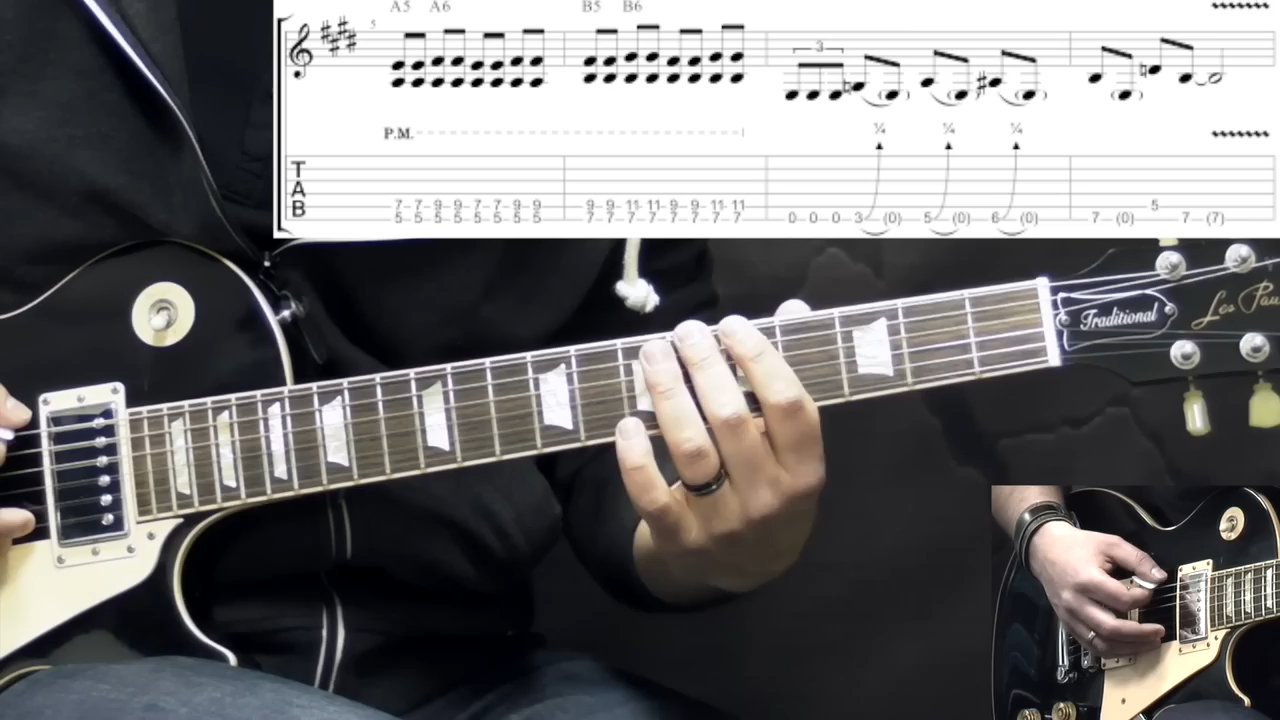 A5 A6 B5 B6
5
3
P.M.
¼ ¼ ¼
T
A
B
7 7 9 9 7 7 9 9 9 9 11 11 9 9 11 11 5
5 5 5 5 5 5 5 5 7 7 7 7 7 7 7 7 0 0 0 3 (0) 5 (0) 6 (0) 7 (0) 7 (7)
Traditional
Les Pau